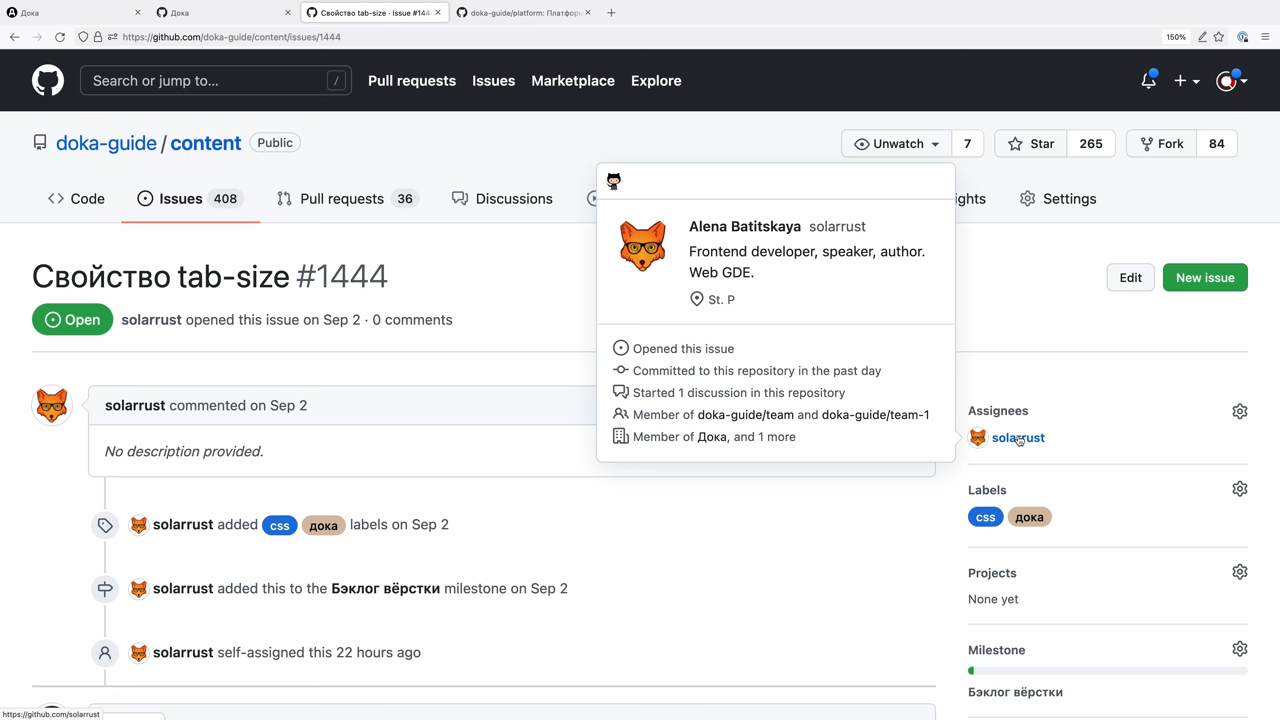 Дока
Дока
Свойство tab-size · Issue #144
doka-guide/platform: Платфор
https://github.com/doka-guide/content/issues/1444
150%
Search or jump to... /
Pull requests Issues Marketplace Explore
doka-guide / content Public
Unwatch 7 Star 265 Fork 84
Code Issues 408 Pull requests 36 Discussions ghts Settings
Alena Batitskaya solarrust
Frontend developer, speaker, author.
Web GDE.
St. P
Opened this issue
Committed to this repository in the past day
Started 1 discussion in this repository
Member of doka-guide/team and doka-guide/team-1
Member of Дока, and 1 more
Свойство tab-size #1444
Edit New issue
Open solarrust opened this issue on Sep 2 · 0 comments
solarrust commented on Sep 2
No description provided.
solarrust added css дока labels on Sep 2
solarrust added this to the Бэклог вёрстки milestone on Sep 2
solarrust self-assigned this 22 hours ago
Assignees
solarrust
Labels
css дока
Projects
None yet
Milestone
Бэклог вёрстки
https://github.com/solarrust